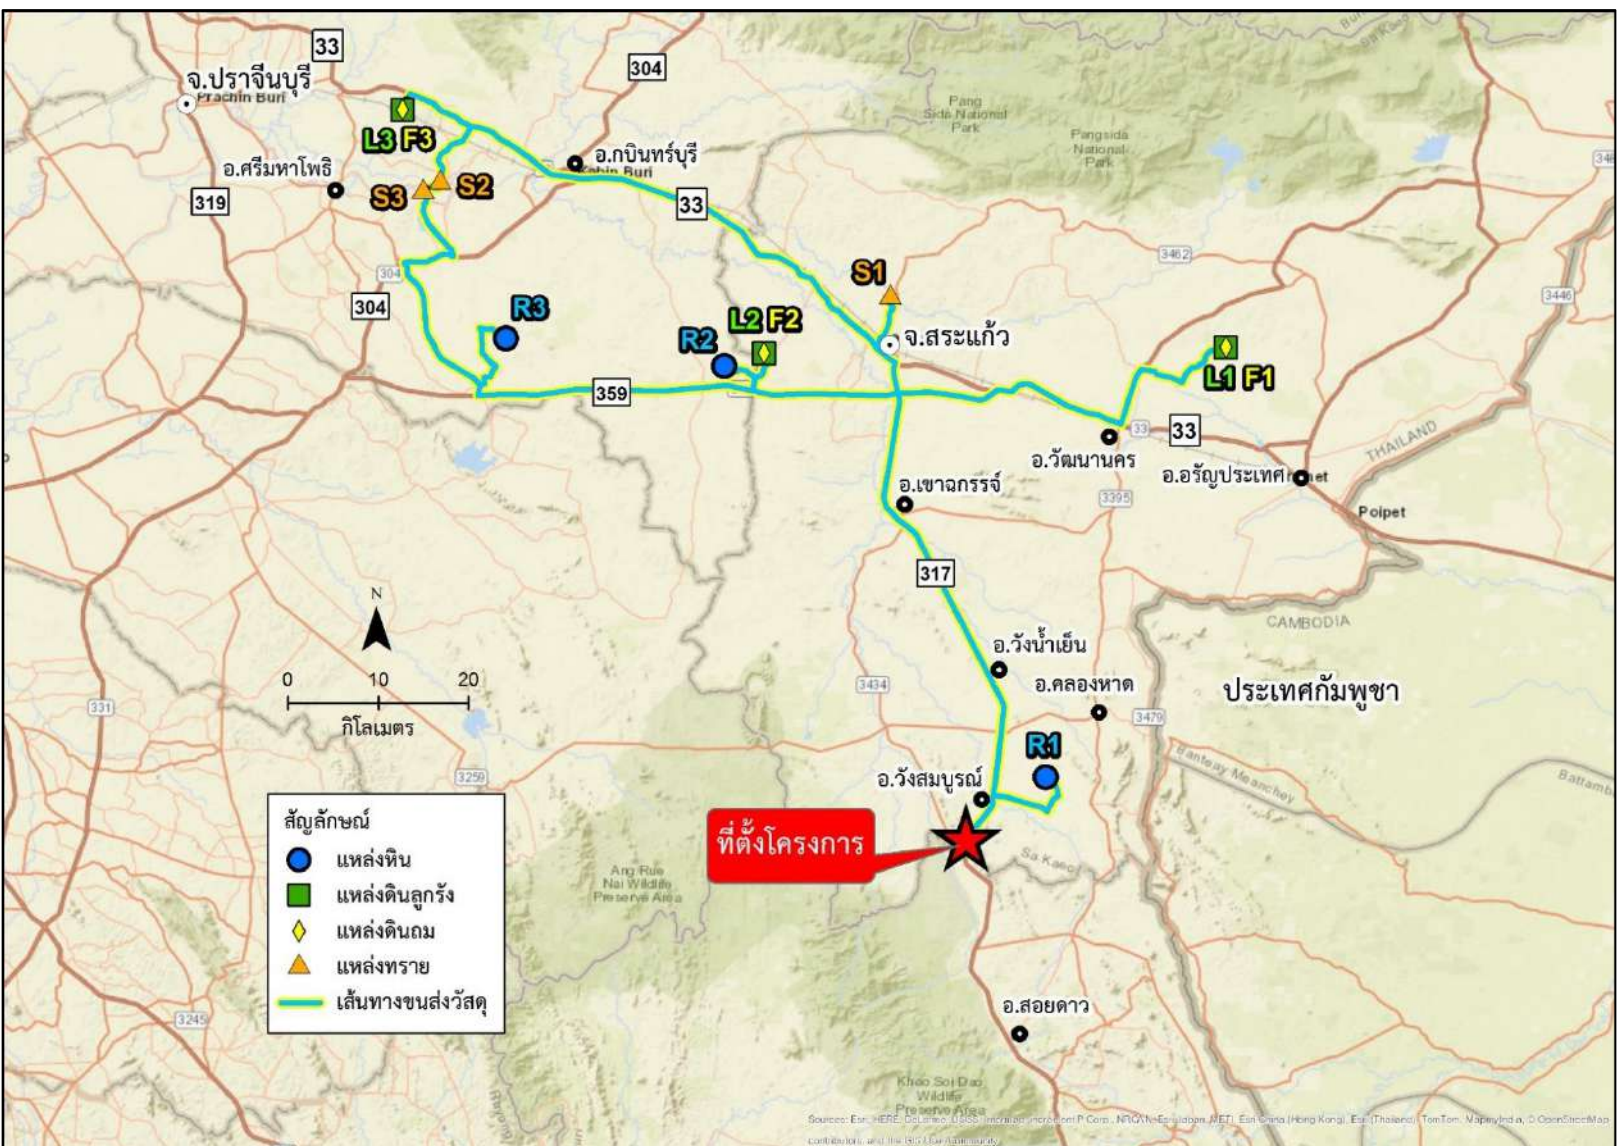 33
304
จ.ปราจีนบุรี
Prachin Buri
L3 F3
อ.ศรีมหาโพธิ
S3
S2
อ.กบินทร์บุรี
Kabin Buri
319
33
Pang
Sida National
Park
Pangsida
National
Park
3462
3446
304
304
S1
จ.สระแก้ว
R3
R2
L2 F2
L1 F1
359
33
33
อ.วัฒนานคร
อ.อรัญประเทศ
THAILAND
Poipet
อ.เขาฉกรรจ์
3395
317
CAMBODIA
N
0 10 20
กิโลเมตร
อ.วังน้ำเย็น
3434
อ.คลองหาด
ประเทศกัมพูชา
331
3479
R1
3259
อ.วังสมบูรณ์
Banteay Meanchey
Battamb
ที่ตั้งโครงการ
Sa Kaeo
Ang Rue
Nai Wildlife
Preserve Area
สัญลักษณ์
แหล่งหิน
แหล่งดินลูกรัง
แหล่งดินถม
แหล่งทราย
เส้นทางขนส่งวัสดุ
3245
อ.สอยดาว
Khao Soi Dao
Wildlife
Preserve Area
contributors, and the GIS User Community